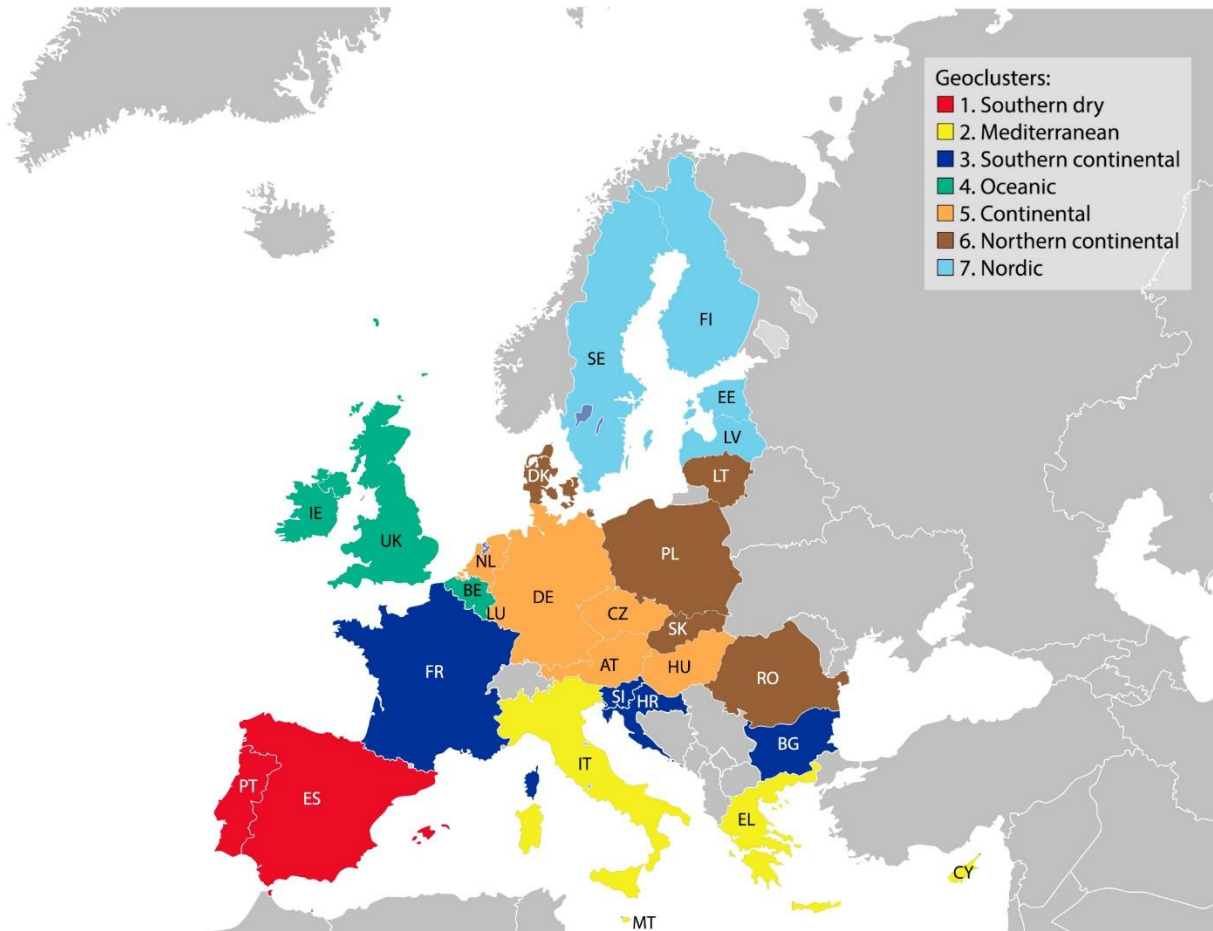 Geoclusters:
1. Southern dry
2. Mediterranean
3. Southern continental
4. Oceanic
5. Continental
6. Northern continental
7. Nordic
FI
SE
EE
LV
DK
LT
IE
UK
PL
NL
BE
DE
LU
CZ
SK
AT
HU
FR
SI
HR
RO
BG
IT
PT
ES
EL
CY
MT